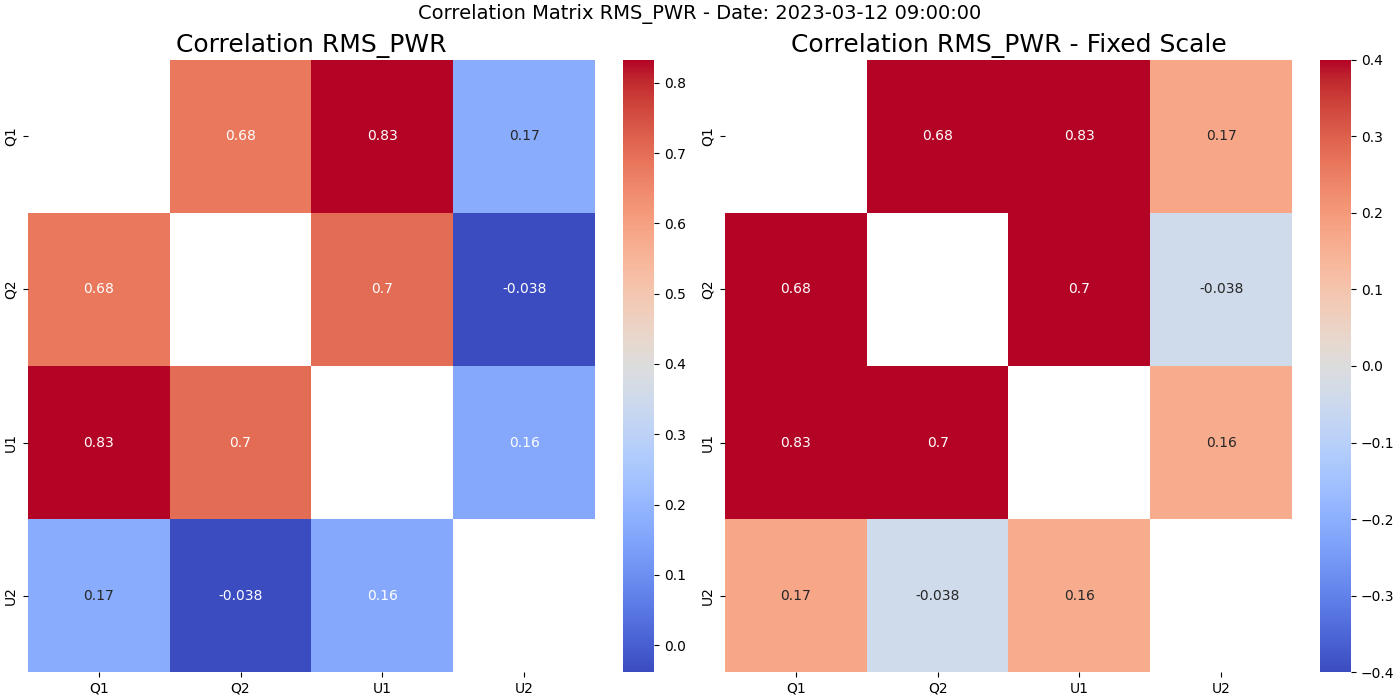 Correlation Matrix RMS_PWR - Date: 2023-03-12 09:00:00
Correlation RMS_PWR
Q1 0.68 0.83 0.17
Q2 0.68 0.7 -0.038
U1 0.83 0.7 0.16
U2 0.17 -0.038 0.16
Q1 Q2 U1 U2
0.8
0.7
0.6
0.5
0.4
0.3
0.2
0.1
0.0
Correlation RMS_PWR - Fixed Scale
Q1 0.68 0.83 0.17
Q2 0.68 0.7 -0.038
U1 0.83 0.7 0.16
U2 0.17 -0.038 0.16
Q1 Q2 U1 U2
0.4
0.3
0.2
0.1
0.0
−0.1
−0.2
−0.3
−0.4